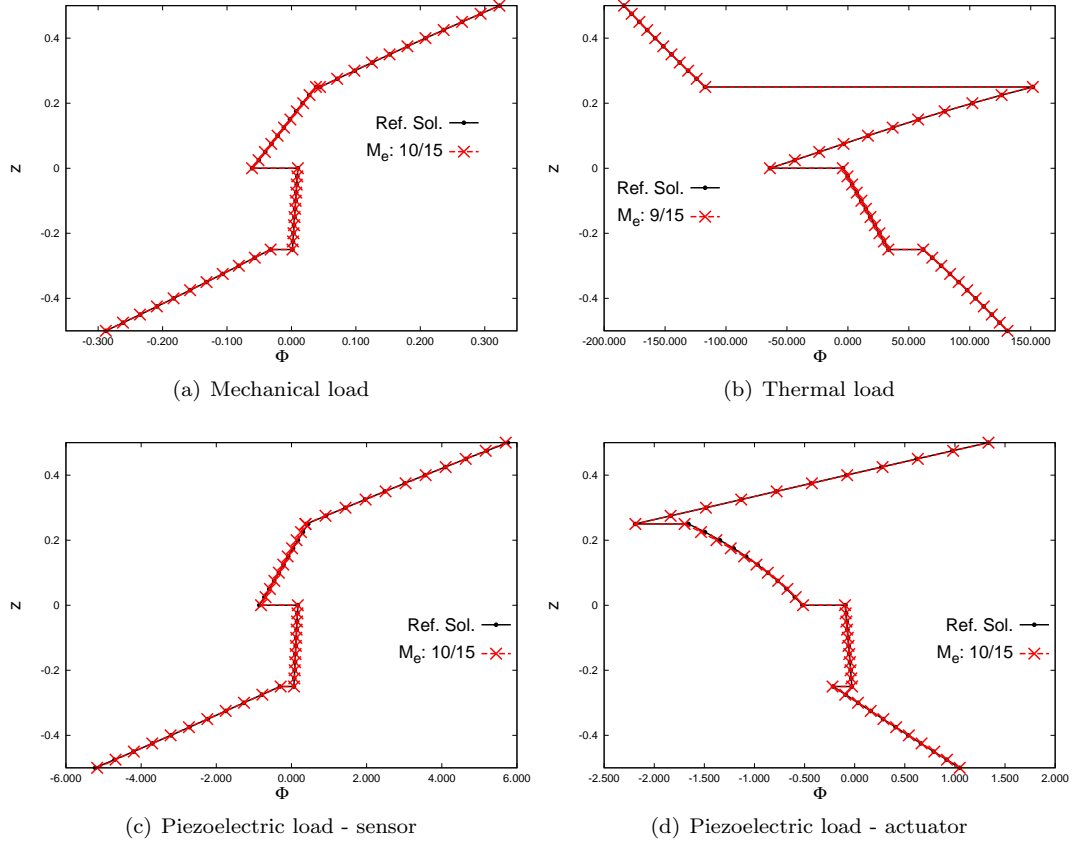 0.4
0.2
0
-0.2
-0.4
z
-0.300 -0.200 -0.100 0.000 0.100 0.200 0.300
Φ
Ref. Sol.
Me: 10/15
(a) Mechanical load
0.4
0.2
0
-0.2
-0.4
z
-200.000 -150.000 -100.000 -50.000 0.000 50.000 100.000 150.000
Φ
Ref. Sol.
Me: 9/15
(b) Thermal load
0.4
0.2
0
-0.2
-0.4
z
-6.000 -4.000 -2.000 0.000 2.000 4.000 6.000
Φ
Ref. Sol.
Me: 10/15
(c) Piezoelectric load - sensor
0.4
0.2
0
-0.2
-0.4
z
-2.500 -2.000 -1.500 -1.000 -0.500 0.000 0.500 1.000 1.500 2.000
Φ
Ref. Sol.
Me: 10/15
(d) Piezoelectric load - actuator